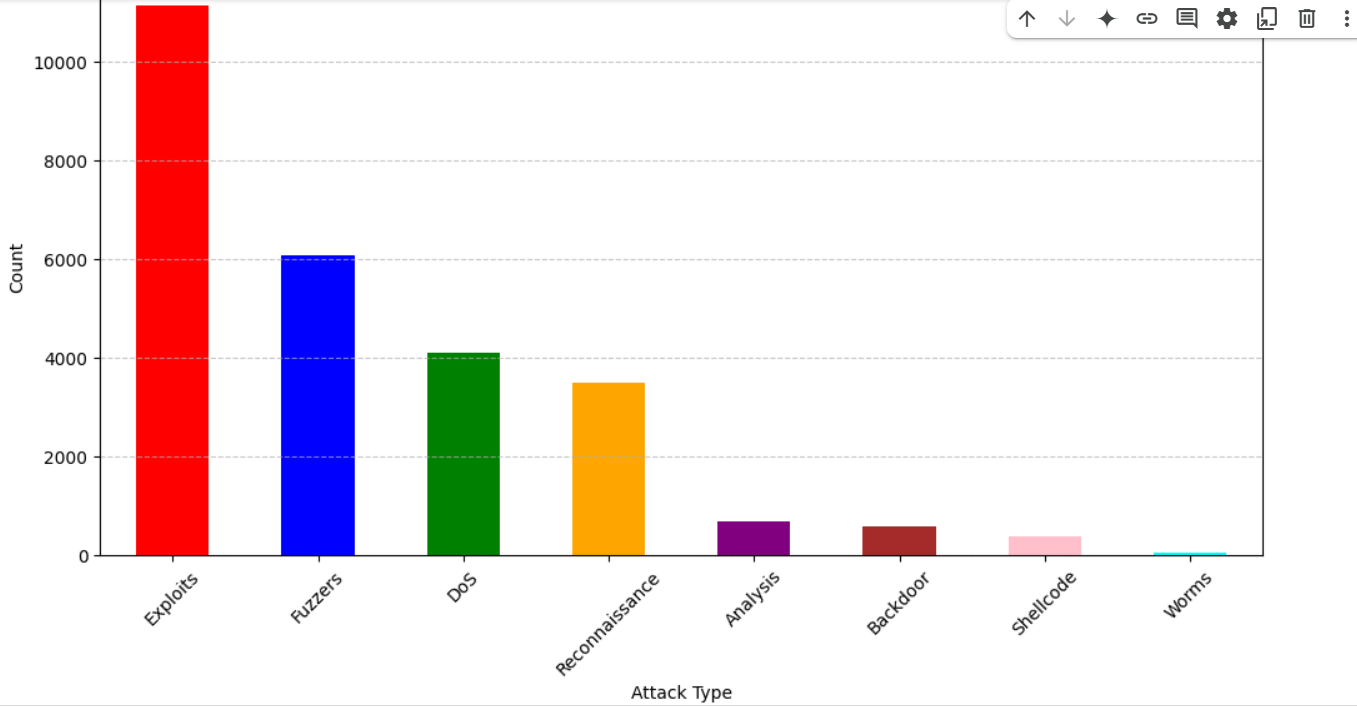 10000
8000
6000
4000
2000
0
Count
Exploits
Fuzzers
DoS
Reconnaissance
Analysis
Backdoor
Shellcode
Worms
Attack Type